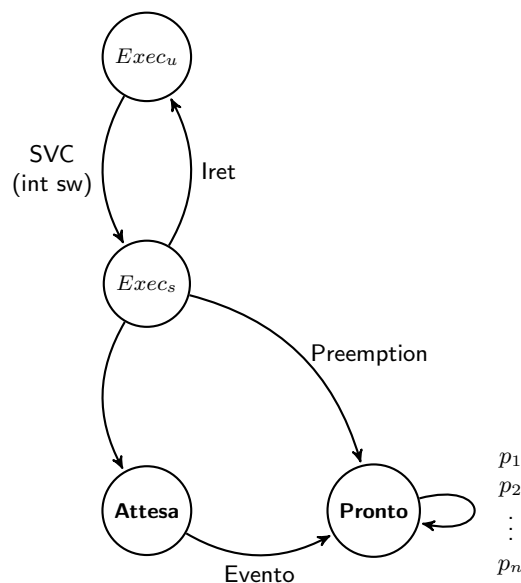 Exec_u
SVC
(int sw)
Iret
Exec_s
Preemption
p_1
p_2
⋮
p_n
Attesa
Pronto
Evento